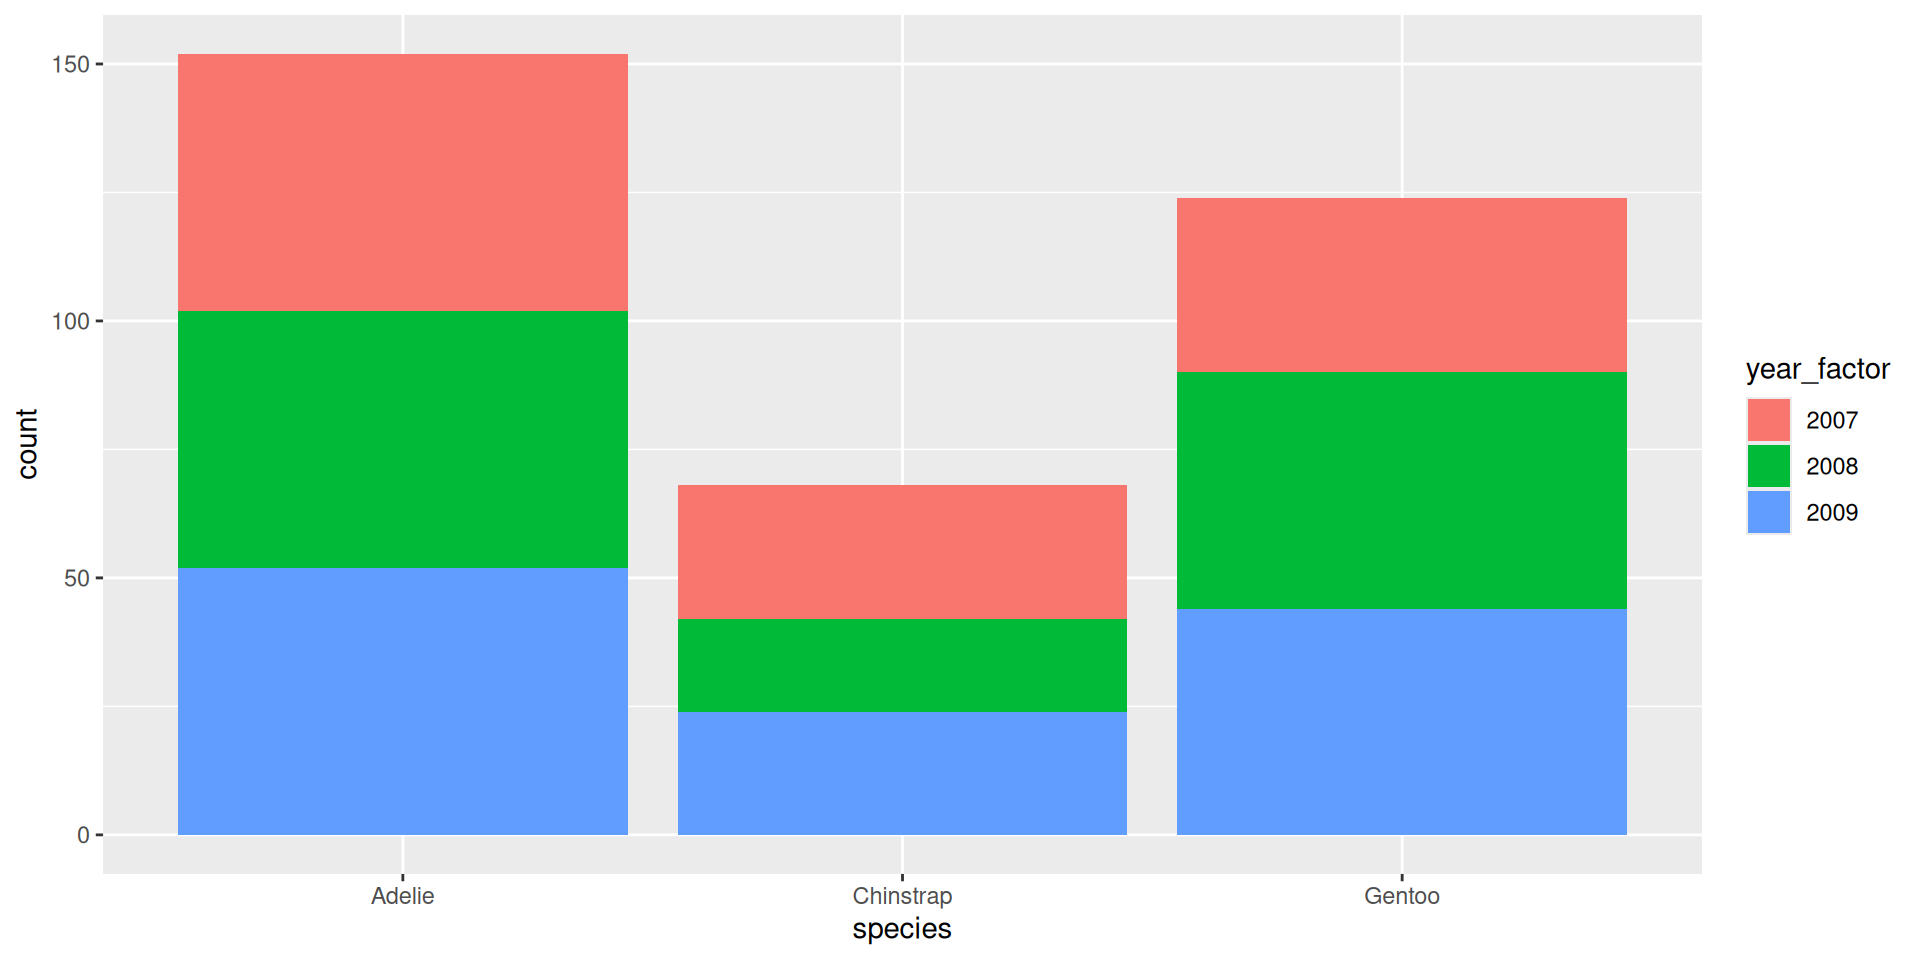 150
100
50
0
count
Adelie
Chinstrap
Gentoo
species
year_factor
2007
2008
2009